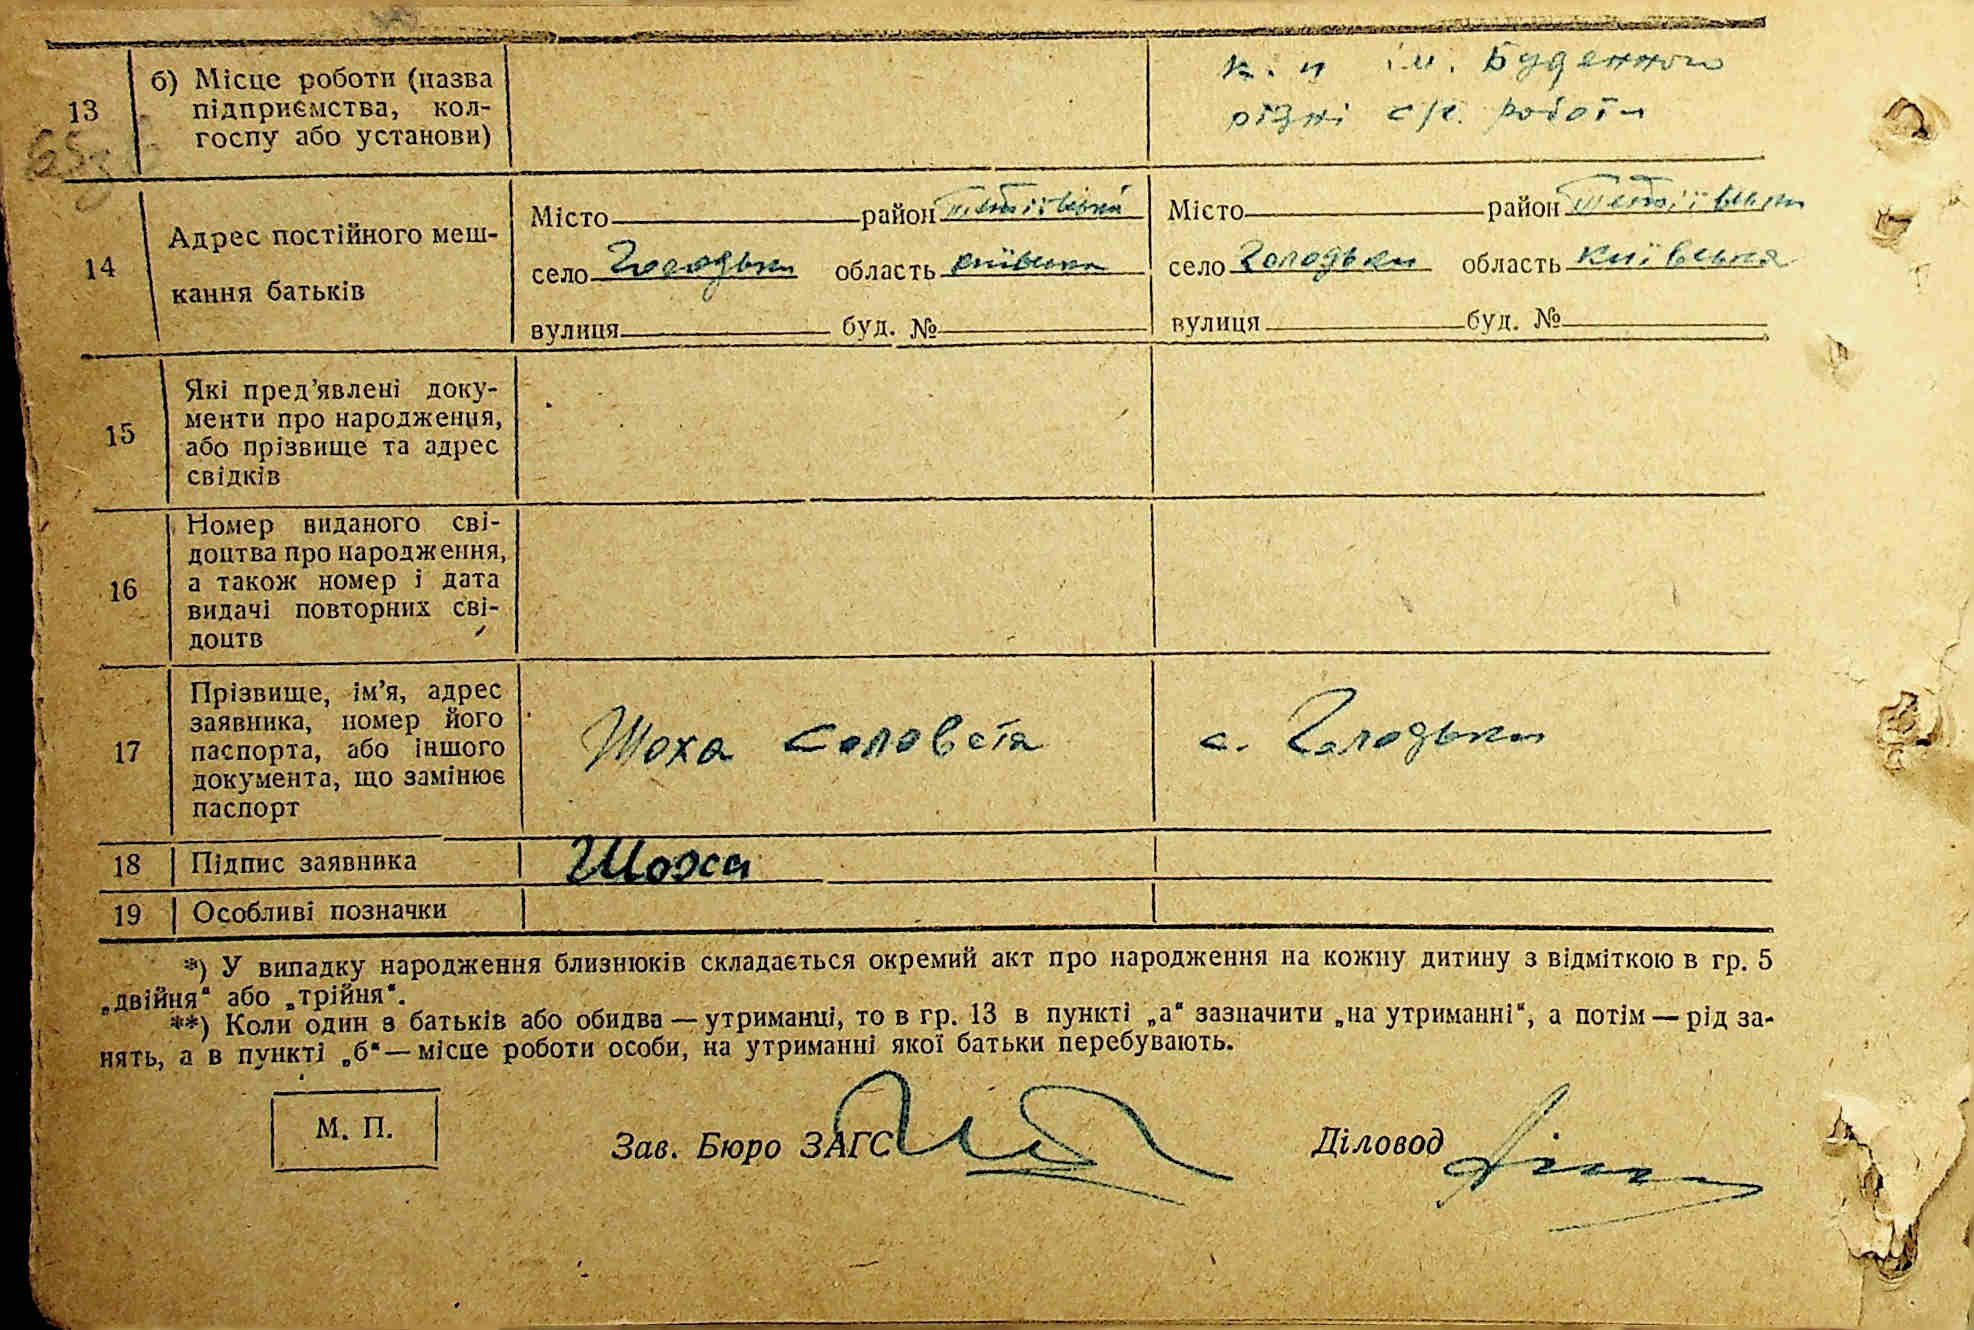 13 б) Місце роботи (назва підприємства, колгоспу або установи)
к. и ім. Буденного
різні с/г. роботи
14 Адрес постійного мешкання батьків
Місто район Тетіївський
село Голодьки область Київська
вулиця буд. №
Місто район Тетіївський
село Голодьки область Київська
вулиця буд. №
15 Які пред'явлені доку-
менти про народження,
або прізвище та адрес
свідків
16 Номер виданого сві-
доцтва про народження,
а також номер і дата
видачі повторних сві-
доцтв
17 Прізвище, ім'я, адрес
заявника, номер його
паспорта, або іншого
документа, що замінює
паспорт
Шоха с. Голодьки
18 Підпис заявника Шоха
19 Особливі позначки
*) У випадку народження близнюків складається окремий акт про народження на кожну дитину з відміткою в гр. 5
„двійня“ або „трійня“.
**) Коли один з батьків або обидва — утриманці, то в гр. 13 в пункті „а“ зазначити „на утриманні“, а потім — рід за-
нять, а в пункті „б“ — місце роботи особи, на утриманні якої батьки перебувають.
М. П.
Зав. Бюро ЗАГС
Діловод